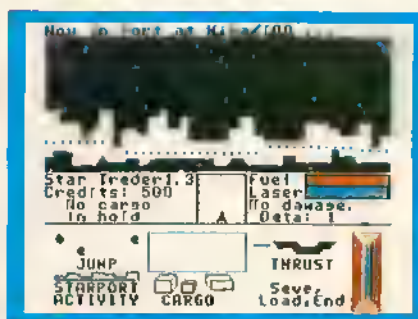 Now in port at
Star Trader1.3
Credits: 500
No cargo
in hold
Fuel
Laser
No damage.
Beta: 1
JUMP
THRUST
STARPORT
ACTIVITY
CARGO
Save,
Load,End